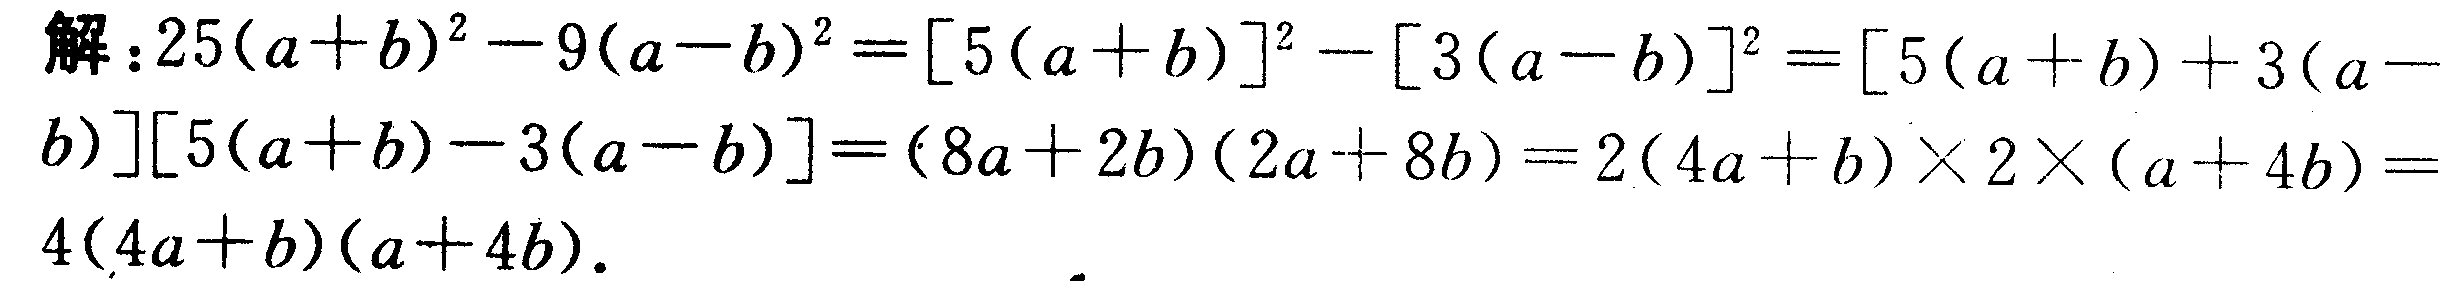 解:25(a+b)²-9(a-b)²=[5(a+b)]²-[3(a-b)]²=[5(a+b)+3(a-
b)][5(a+b)-3(a-b)]=(8a+2b)(2a+8b)=2(4a+b)×2×(a+4b)=
4(4a+b)(a+4b).